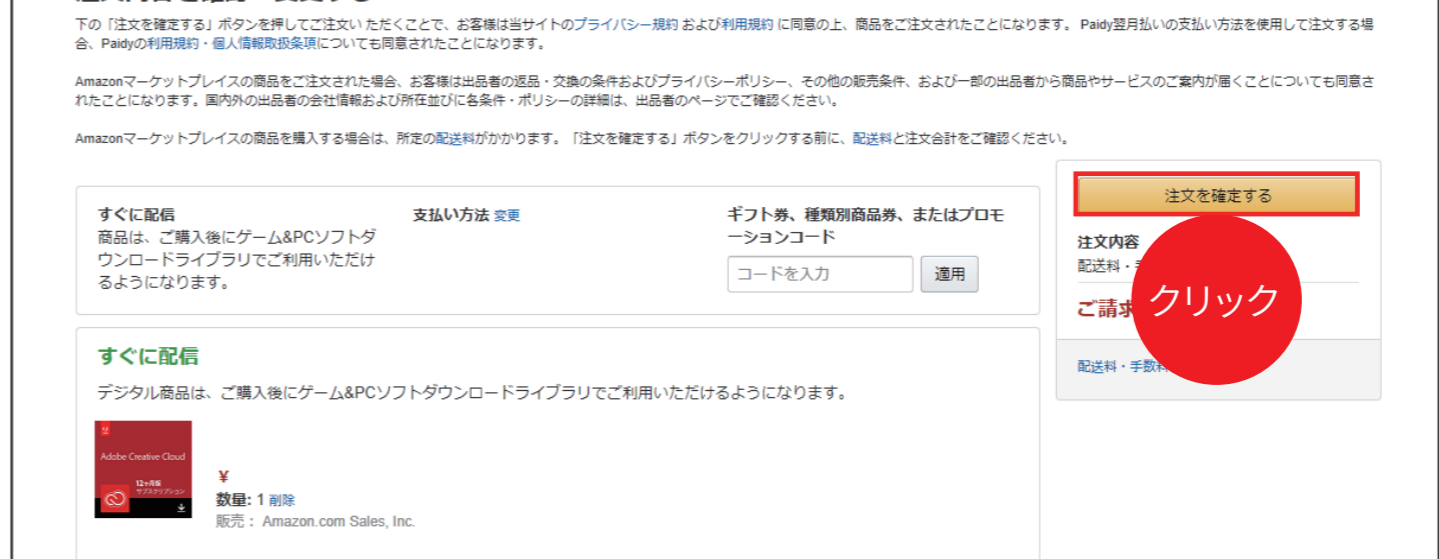 下の「注文を確定する」ボタンを押してご注文いただくことで、お客様は当サイトのプライバシー規約 および利用規約 に同意の上、商品をご注文されたことになります。 Paidy翌月払いの支払い方法を使用して注文する場
合、Paidyの利用規約・個人情報取扱条項についても同意されたことになります。
Amazonマーケットプレイスの商品をご注文された場合、お客様は出品者の返品・交換の条件およびプライバシーポリシー、その他の販売条件、および一部の出品者から商品やサービスのご案内が届くことについても同意さ
れたことになります。国内外の出品者の会社情報および所在並びに各条件・ポリシーの詳細は、出品者のページでご確認ください。
Amazonマーケットプレイスの商品を購入する場合は、所定の配送料がかかります。「注文を確定する」ボタンをクリックする前に、配送料と注文合計をご確認ください。
すぐに配信
商品は、ご購入後にゲーム&PCソフトダ
ウンロードライブラリでご利用いただけ
るようになります。
支払い方法 変更
ギフト券、種類別商品券、またはプロモ
ーションコード
コードを入力
適用
注文を確定する
注文内容
配送料・
ご請求
クリック
配送料・手数料
すぐに配信
デジタル商品は、ご購入後にゲーム&PCソフトダウンロードライブラリでご利用いただけるようになります。
Adobe Creative Cloud
12か月版
サブスクリプション
¥
数量: 1 削除
販売： Amazon.com Sales, Inc.